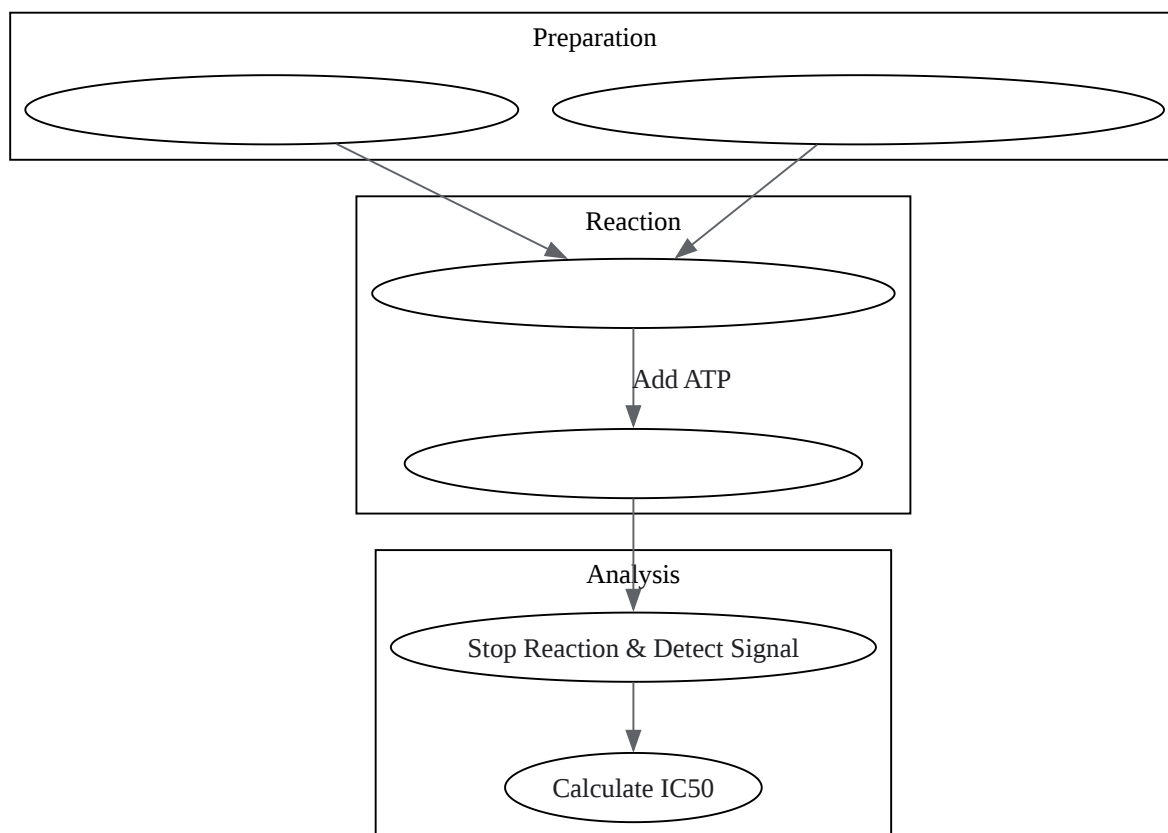 Preparation
Reaction
Add ATP
Analysis
Stop Reaction & Detect Signal
Calculate IC50